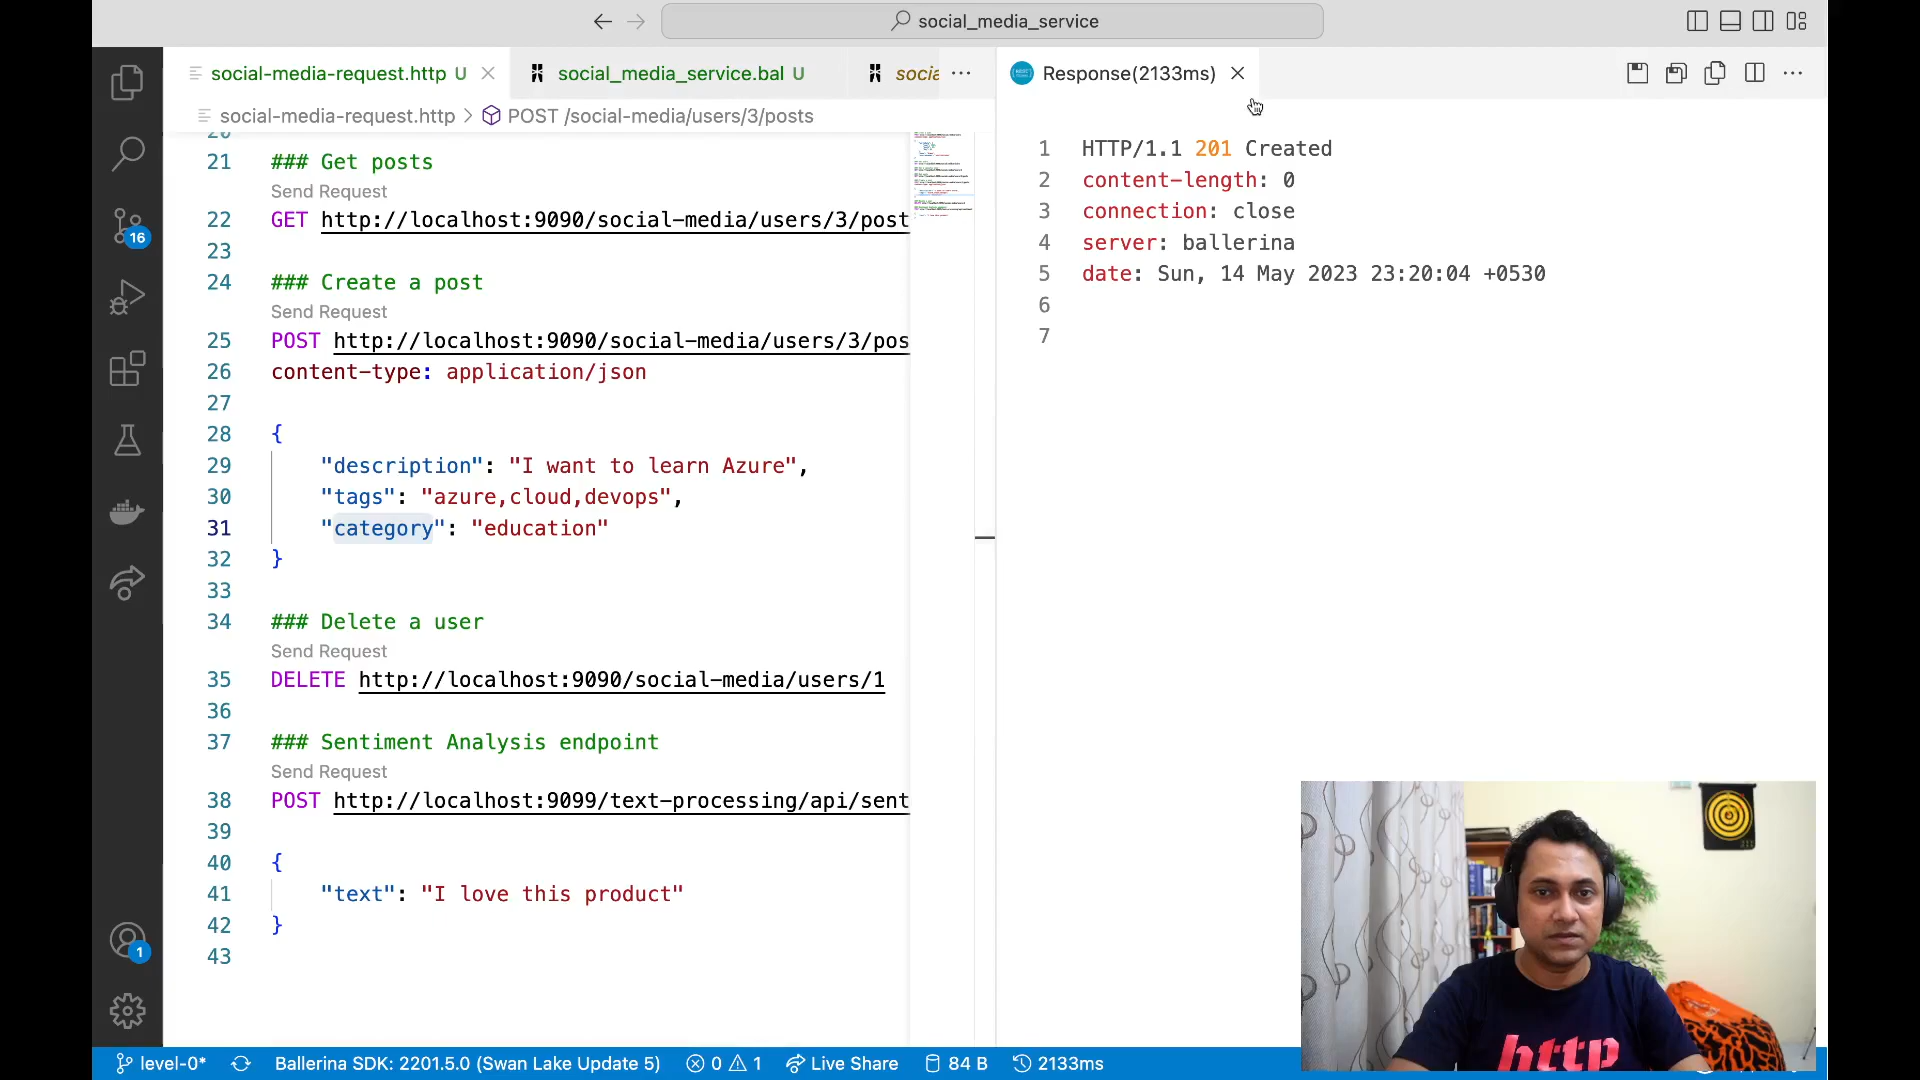 social_media_service
social-media-request.http U
social_media_service.bal U
socia
Response(2133ms)
social-media-request.http > POST /social-media/users/3/posts
20
21 ### Get posts
Send Request
22 GET http://localhost:9090/social-media/users/3/post
23
24 ### Create a post
Send Request
25 POST http://localhost:9090/social-media/users/3/pos
26 content-type: application/json
27
28 {
29 "description": "I want to learn Azure",
30 "tags": "azure,cloud,devops",
31 "category": "education"
32 }
33
34 ### Delete a user
Send Request
35 DELETE http://localhost:9090/social-media/users/1
36
37 ### Sentiment Analysis endpoint
Send Request
38 POST http://localhost:9099/text-processing/api/sent
39
40 {
41 "text": "I love this product"
42 }
43
1 HTTP/1.1 201 Created
2 content-length: 0
3 connection: close
4 server: ballerina
5 date: Sun, 14 May 2023 23:20:04 +0530
6
7
16
1
http
level-0* Ballerina SDK: 2201.5.0 (Swan Lake Update 5) 0 1 Live Share 84 B 2133ms